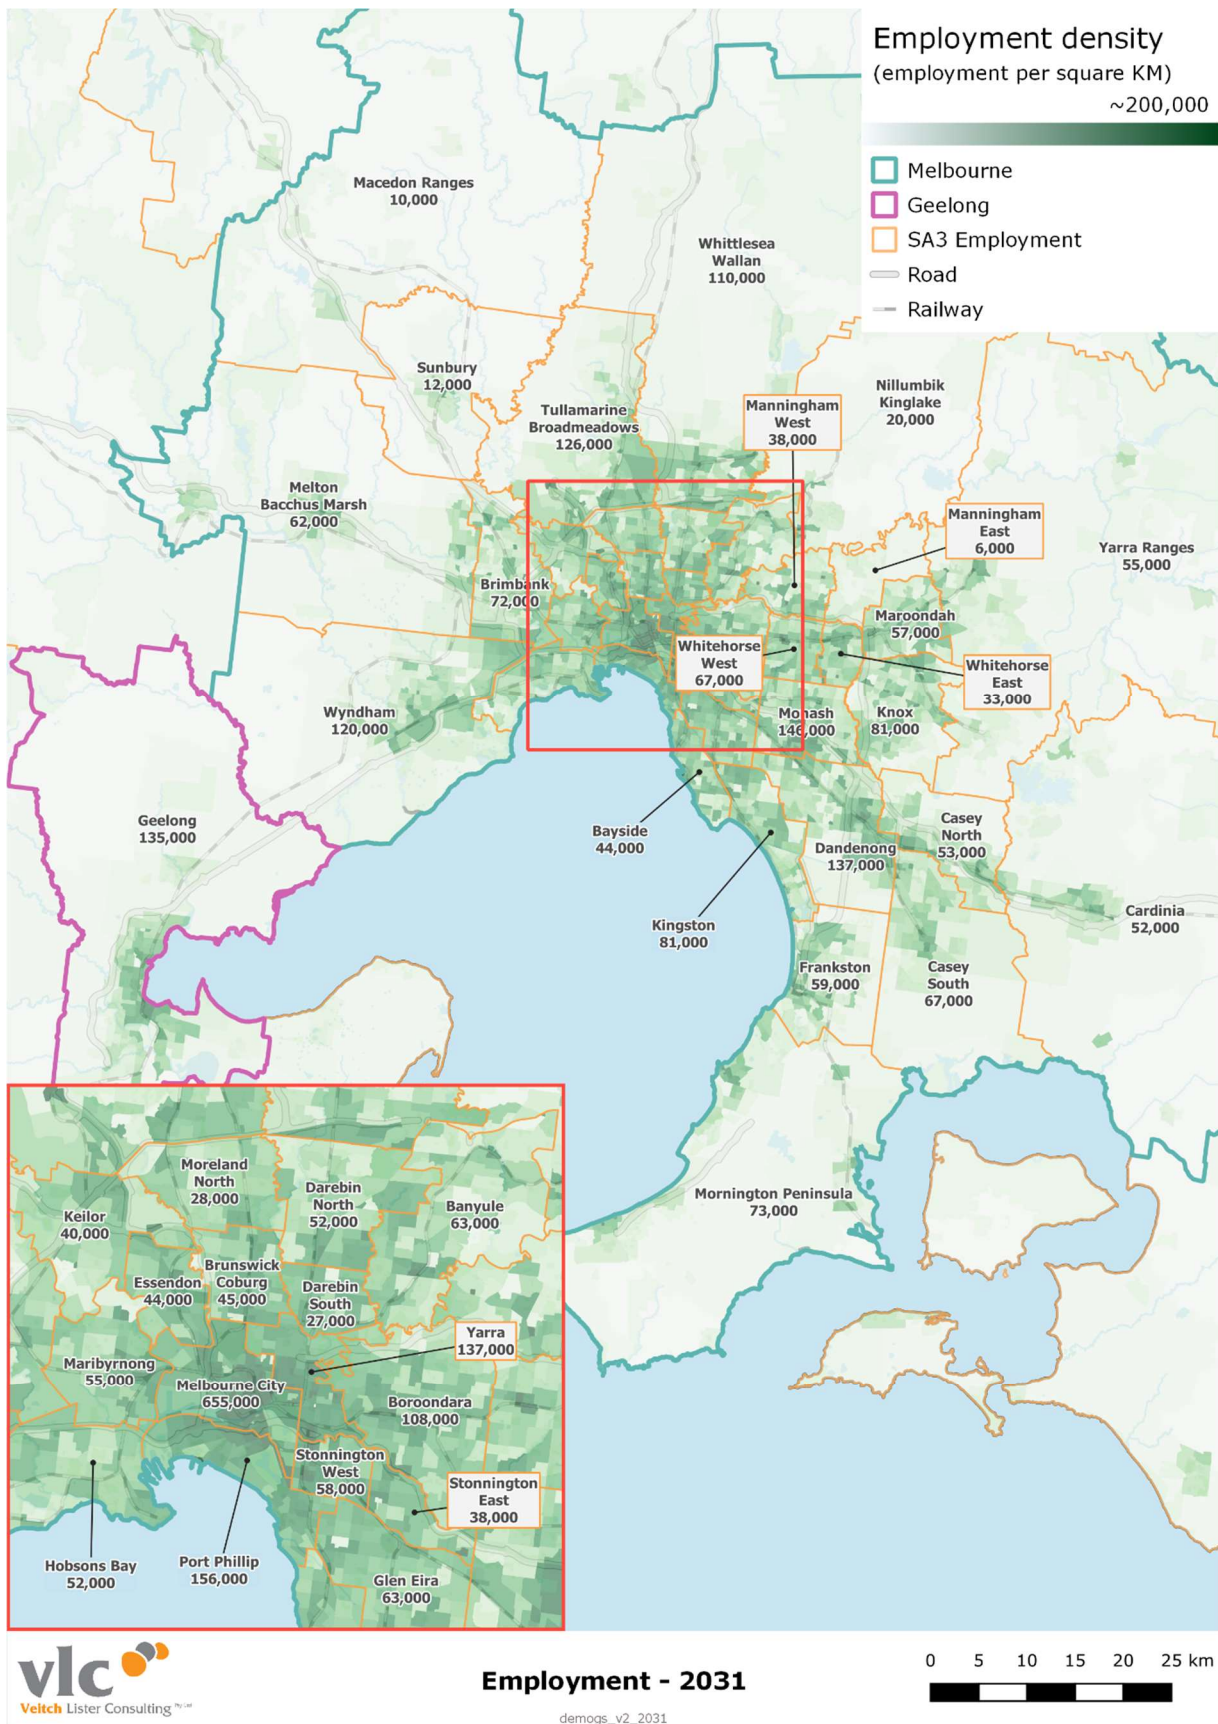 Employment density
(employment per square KM)
~200,000
Melbourne
Geelong
SA3 Employment
Road
Railway
Macedon Ranges
10,000
Whittlesea
Wallan
110,000
Sunbury
12,000
Tullamarine
Broadmeadows
126,000
Manningham
West
38,000
Nillumbik
Kinglake
20,000
Melton
Bacchus Marsh
62,000
Manningham
East
6,000
Yarra Ranges
55,000
Brimbank
72,000
Maroondah
57,000
Whitehorse
West
67,000
Whitehorse
East
33,000
Wyndham
120,000
Monash
146,000
Knox
81,000
Geelong
135,000
Bayside
44,000
Dandenong
137,000
Casey
North
53,000
Kingston
81,000
Cardinia
52,000
Frankston
59,000
Casey
South
67,000
Mornington Peninsula
73,000
Moreland
North
28,000
Darebin
North
52,000
Banyule
63,000
Keilor
40,000
Essendon
44,000
Brunswick
Coburg
45,000
Darebin
South
27,000
Yarra
137,000
Maribyrnong
55,000
Melbourne City
655,000
Boroondara
108,000
Stonnington
West
58,000
Stonnington
East
38,000
Hobsons Bay
52,000
Port Phillip
156,000
Glen Eira
63,000
vlc
Veitch Lister Consulting Pty Ltd
Employment - 2031
demogs_v2_2031
0 5 10 15 20 25 km